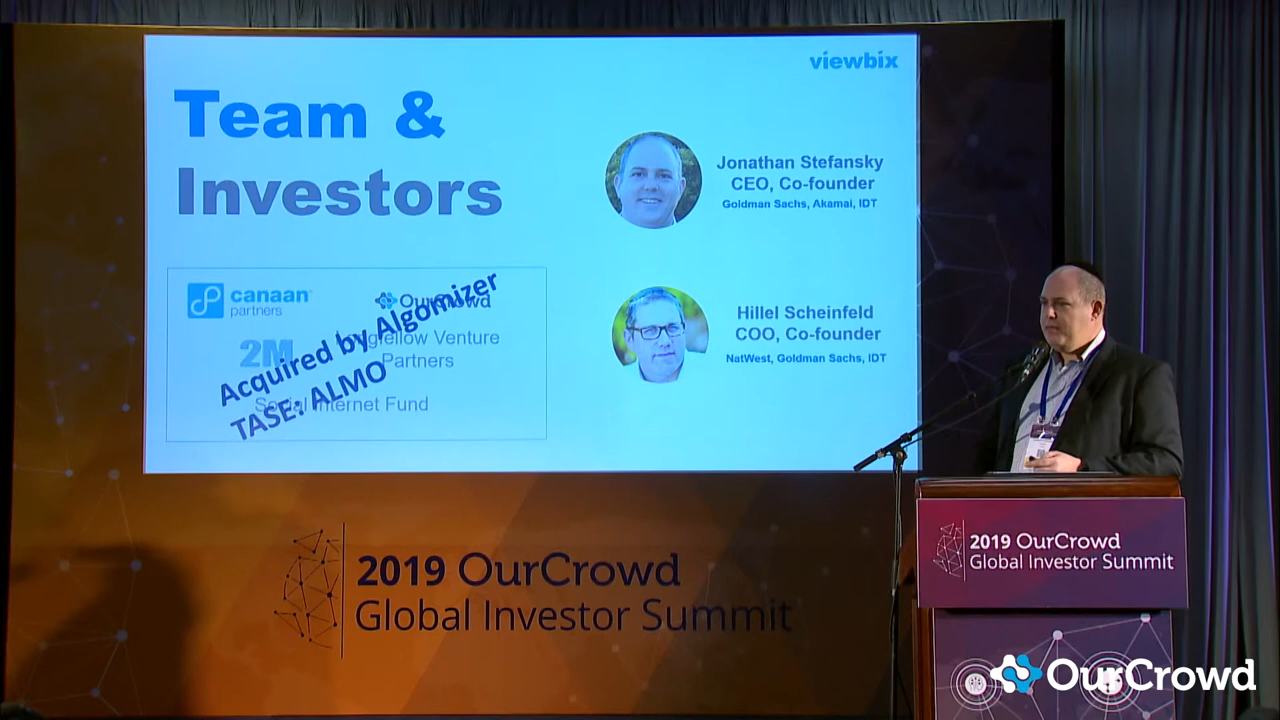 viewbix
Team &
Investors
Jonathan Stefansky
CEO, Co-founder
Goldman Sachs, Akamai, IDT
Hillel Scheinfeld
COO, Co-founder
NatWest, Goldman Sachs, IDT
canaan
partners
OurCrowd
2M
Venture
Partners
Social Internet Fund
Acquired by Algomizer
TASE: ALMO
2019 OurCrowd
Global Investor Summit
2019 OurCrowd
Global Investor Summit
OurCrowd